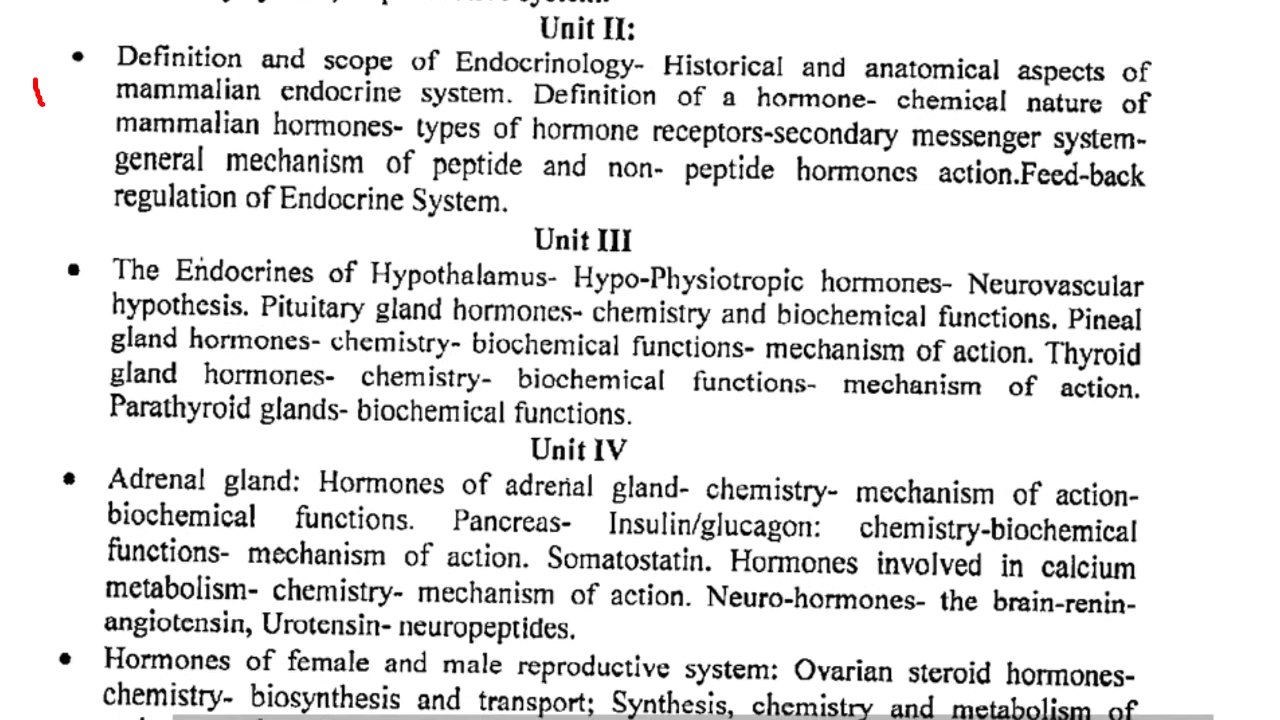 Unit II:
• Definition and scope of Endocrinology- Historical and anatomical aspects of
mammalian endocrine system. Definition of a hormone- chemical nature of
mammalian hormones- types of hormone receptors-secondary messenger system-
general mechanism of peptide and non- peptide hormones action.Feed-back
regulation of Endocrine System.
Unit III
• The Endocrines of Hypothalamus- Hypo-Physiotropic hormones- Neurovascular
hypothesis. Pituitary gland hormones- chemistry and biochemical functions. Pineal
gland hormones- chemistry- biochemical functions- mechanism of action. Thyroid
gland hormones- chemistry- biochemical functions- mechanism of action.
Parathyroid glands- biochemical functions.
Unit IV
• Adrenal gland: Hormones of adrenal gland- chemistry- mechanism of action-
biochemical functions. Pancreas- Insulin/glucagon: chemistry-biochemical
functions- mechanism of action. Somatostatin. Hormones involved in calcium
metabolism- chemistry- mechanism of action. Neuro-hormones- the brain-renin-
angiotensin, Urotensin- neuropeptides.
• Hormones of female and male reproductive system: Ovarian steroid hormones-
chemistry- biosynthesis and transport; Synthesis, chemistry and metabolism of